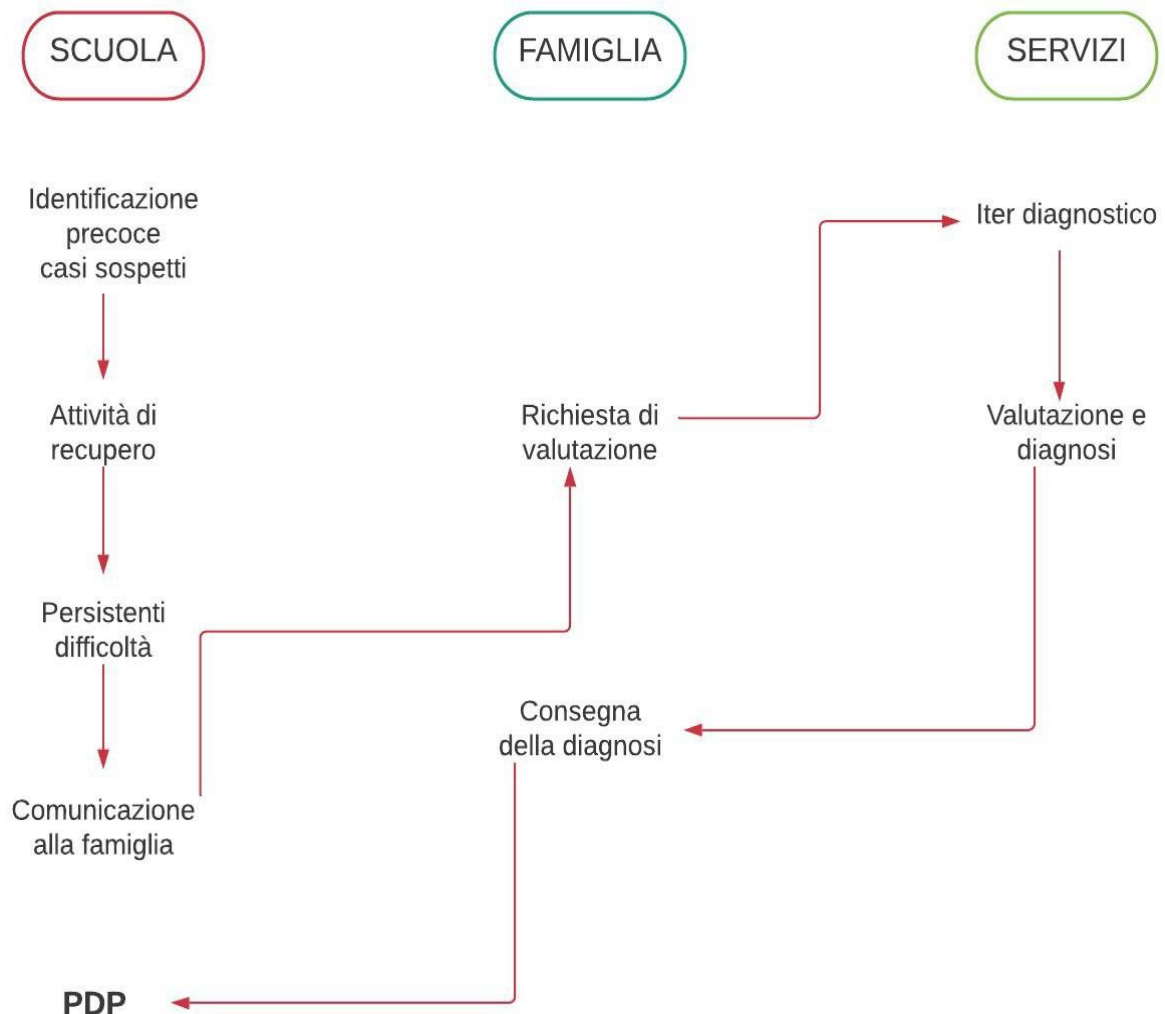 SCUOLA
FAMIGLIA
SERVIZI
Identificazione
precoce
casi sospetti
Attività di
recupero
Persistenti
difficoltà
Comunicazione
alla famiglia
PDP
Richiesta di
valutazione
Consegna
della diagnosi
Iter diagnostico
Valutazione e
diagnosi